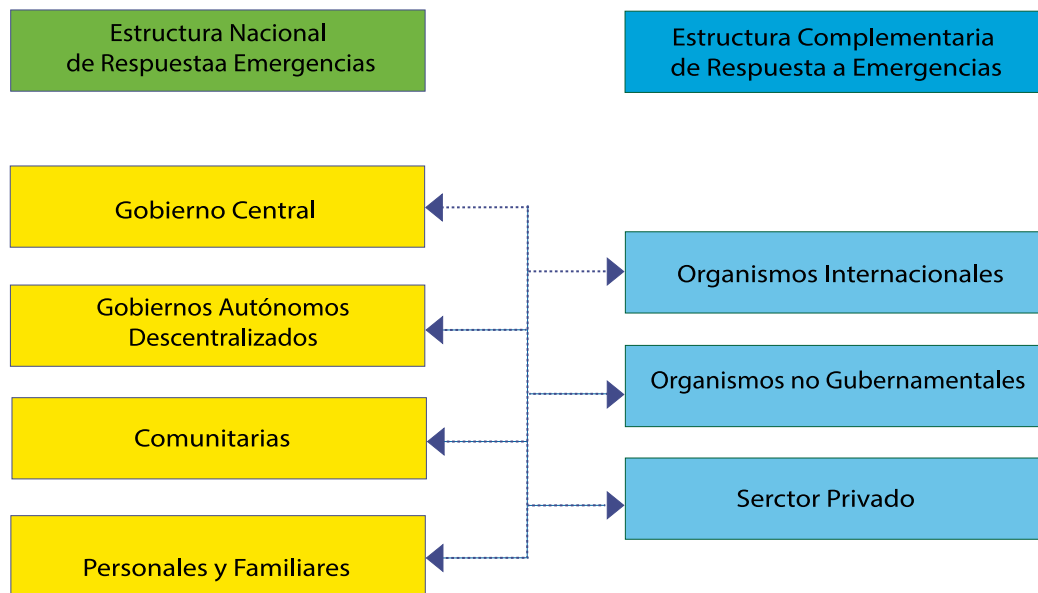 Estructura Nacional
de Respuestaa Emergencias
Estructura Complementaria
de Respuesta a Emergencias
Gobierno Central
Gobiernos Autónomos
Descentralizados
Comunitarias
Personales y Familiares
Organismos Internacionales
Organismos no Gubernamentales
Serctor Privado